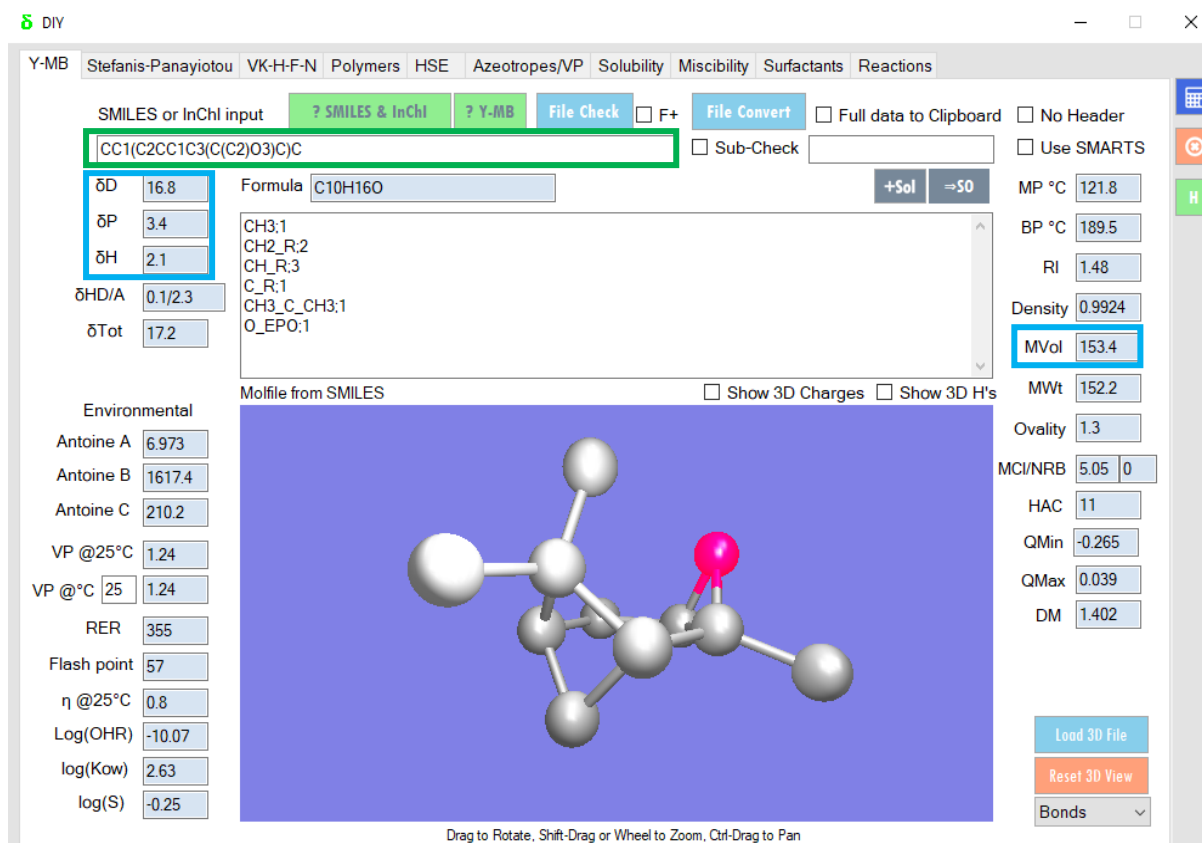 δ DIY
Y-MB Stefanis-Panayiotou VK-H-F-N Polymers HSE Azeotropes/VP Solubility Miscibility Surfactants Reactions
SMILES or InChI input ? SMILES & InChI ? Y-MB File Check F+ File Convert Full data to Clipboard No Header
CC1(C2CC1C3(C(C2)O3)C)C Sub-Check Use SMARTS
δD 16.8 Formula C10H16O +Sol ⇒SO MP °C 121.8
δP 3.4 BP °C 189.5
δH 2.1 RI 1.48
δHD/A 0.1/2.3 Density 0.9924
δTot 17.2 MVol 153.4
CH3;1
CH2_R;2
CH_R;3
C_R;1
CH3_C_CH3;1
O_EPO;1
H
Molfile from SMILES Show 3D Charges Show 3D H's MWt 152.2
Environmental Ovality 1.3
Antoine A 6.973
Antoine B 1617.4 MCI/NRB 5.05 0
Antoine C 210.2 HAC 11
VP @25°C 1.24 QMin -0.265
VP @°C 25 1.24 QMax 0.039
RER 355 DM 1.402
Flash point 57
η @25°C 0.8
Log(OHR) -10.07 Load 3D File
log(Kow) 2.63 Reset 3D View
log(S) -0.25 Bonds
Drag to Rotate, Shift-Drag or Wheel to Zoom, Ctrl-Drag to Pan